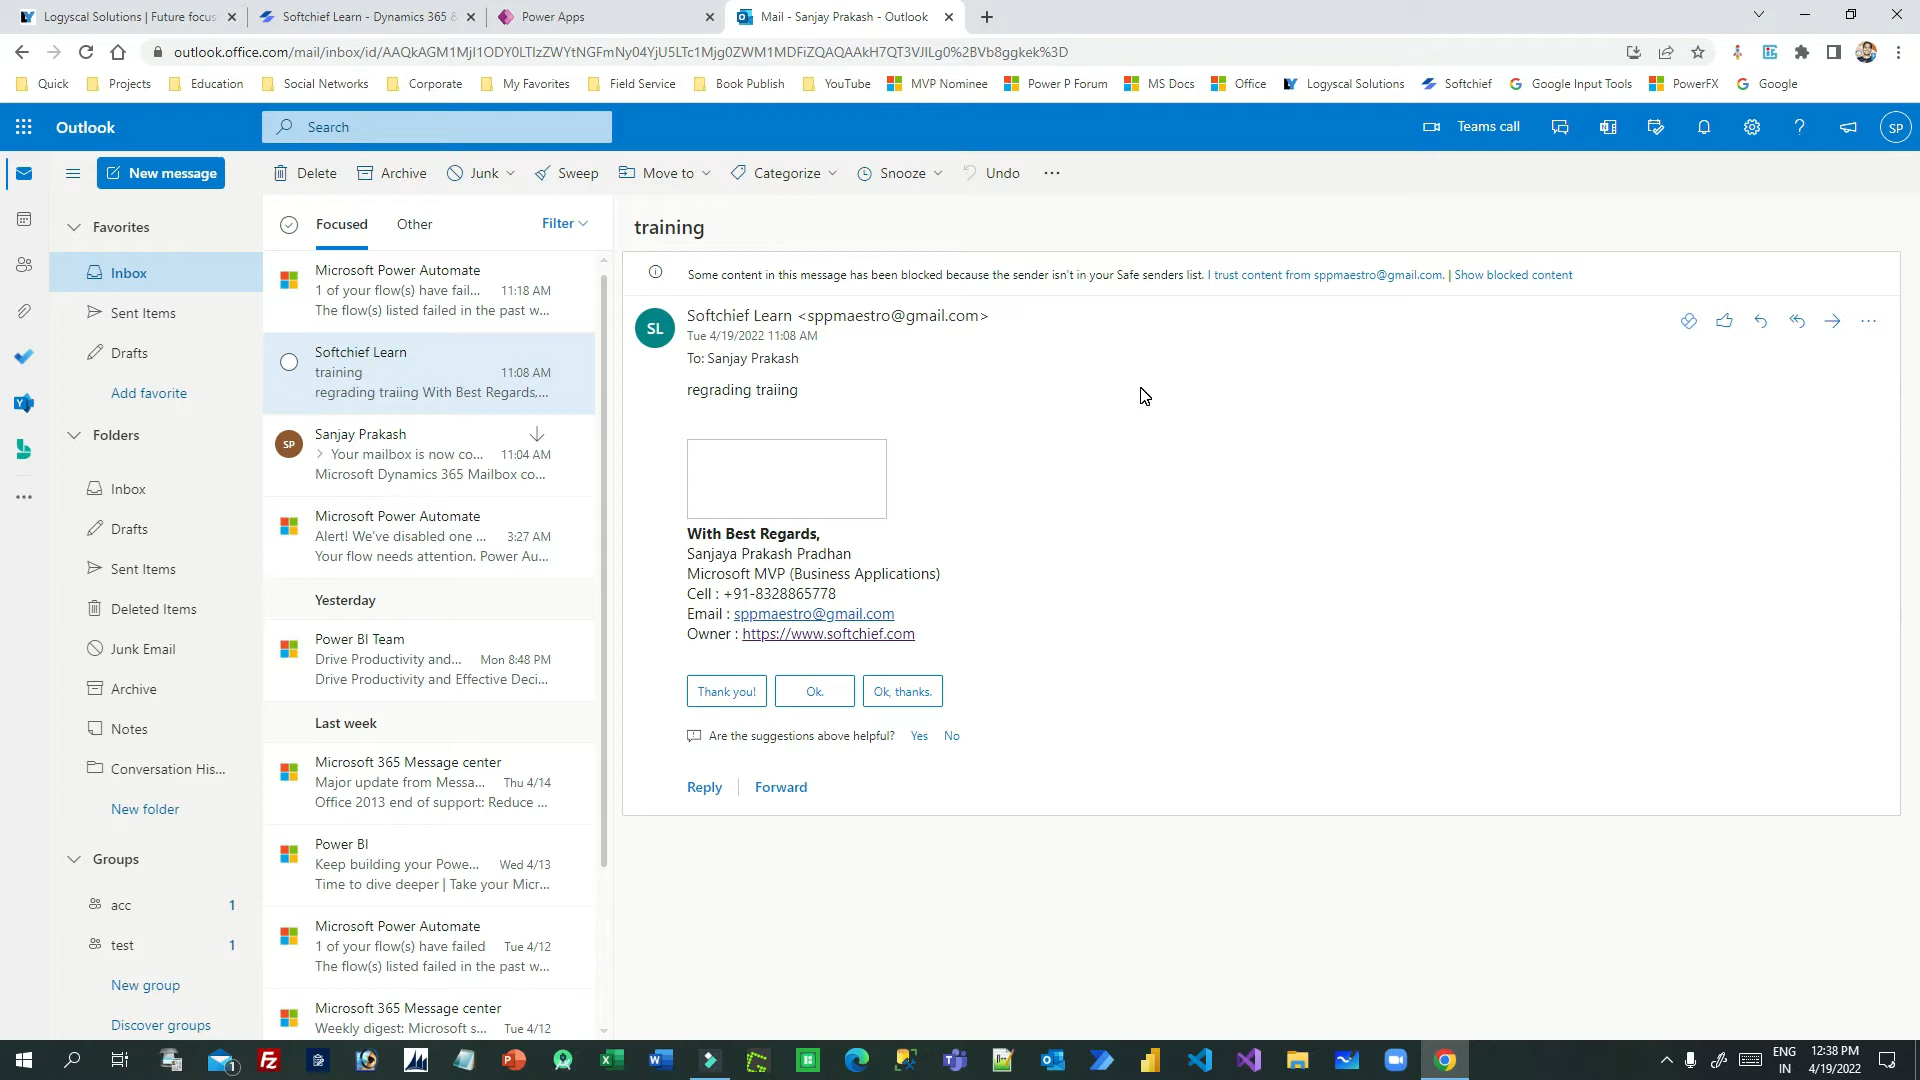 Logyscal Solutions | Future focus
Softchief Learn - Dynamics 365 &
Power Apps
Mail - Sanjay Prakash - Outlook
Quick
Projects
Education
Social Networks
Corporate
My Favorites
Field Service
Book Publish
YouTube
MVP Nominee
Power P Forum
MS Docs
Office
Logyscal Solutions
Softchief
Google Input Tools
PowerFX
Google
Outlook
Search
Teams call
SP
New message
Delete
Archive
Junk
Sweep
Move to
Categorize
Snooze
Undo
Favorites
Inbox
Sent Items
Drafts
Add favorite
Folders
Inbox
Drafts
Sent Items
Deleted Items
Junk Email
Archive
Notes
Conversation His...
New folder
Groups
acc 1
test 1
New group
Discover groups
Focused
Other
Filter
Microsoft Power Automate
1 of your flow(s) have fail... 11:18 AM
The flow(s) listed failed in the past w...
Softchief Learn
training 11:08 AM
regrading traiing With Best Regards,...
SP
Sanjay Prakash
Your mailbox is now co... 11:04 AM
Microsoft Dynamics 365 Mailbox co...
Microsoft Power Automate
Alert! We've disabled one ... 3:27 AM
Your flow needs attention. Power Au...
Yesterday
Power BI Team
Drive Productivity and... Mon 8:48 PM
Drive Productivity and Effective Deci...
Last week
Microsoft 365 Message center
Major update from Messa... Thu 4/14
Office 2013 end of support: Reduce ...
Power BI
Keep building your Powe... Wed 4/13
Time to dive deeper | Take your Micr...
Microsoft Power Automate
1 of your flow(s) have failed Tue 4/12
The flow(s) listed failed in the past w...
Microsoft 365 Message center
Weekly digest: Microsoft s... Tue 4/12
training
Some content in this message has been blocked because the sender isn't in your Safe senders list. I trust content from sppmaestro@gmail.com. | Show blocked content
SL
Softchief Learn <sppmaestro@gmail.com>
Tue 4/19/2022 11:08 AM
To: Sanjay Prakash
regrading traiing
With Best Regards,
Sanjaya Prakash Pradhan
Microsoft MVP (Business Applications)
Cell : +91-8328865778
Email : sppmaestro@gmail.com
Owner : https://www.softchief.com
Thank you!
Ok.
Ok, thanks.
Are the suggestions above helpful? Yes No
Reply
Forward
1
ENG
IN
12:38 PM
4/19/2022